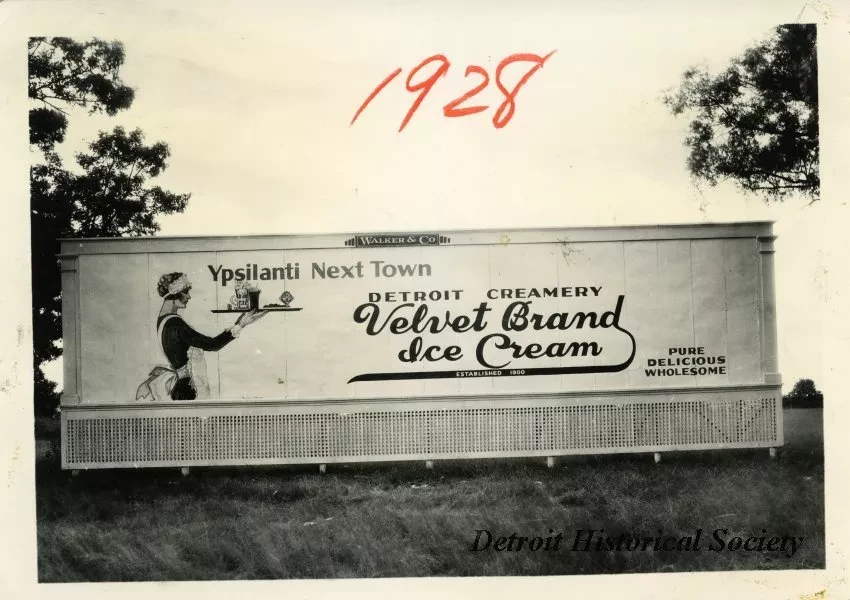 1928
WALKER & CO
Ypsilanti Next Town
DETROIT CREAMERY
Velvet Brand
Ice Cream
ESTABLISHED 1900
PURE
DELICIOUS
WHOLESOME
Detroit Historical Society